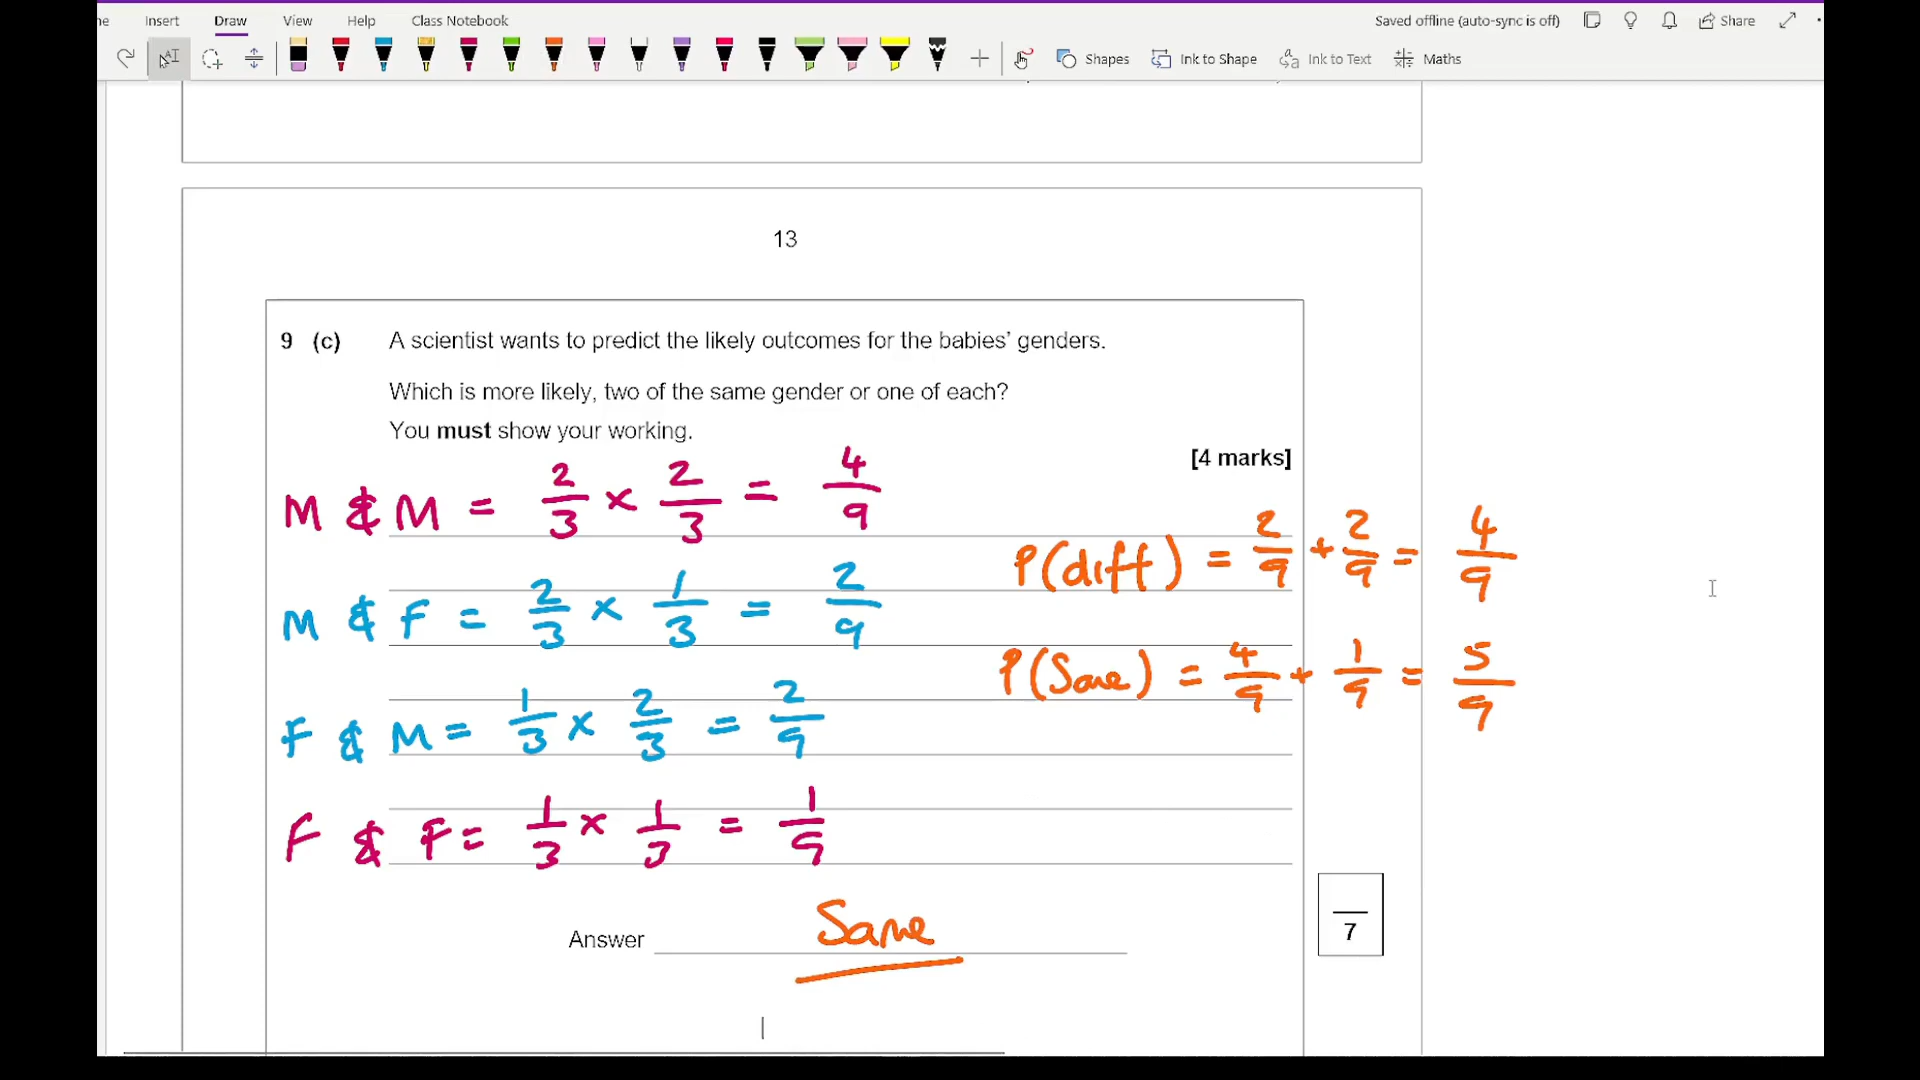 Insert Draw View Help Class Notebook Saved offline (auto-sync is off) Share
Shapes Ink to Shape Ink to Text Maths
13
9 (c) A scientist wants to predict the likely outcomes for the babies' genders.
Which is more likely, two of the same gender or one of each?
You must show your working.
[4 marks]
M & M = 2/3 × 2/3 = 4/9
P(diff) = 2/9 + 2/9 = 4/9
M & F = 2/3 × 1/3 = 2/9
P(Same) = 4/9 + 1/9 = 5/9
F & M = 1/3 × 2/3 = 2/9
F & F = 1/3 × 1/3 = 1/9
Answer Same
7